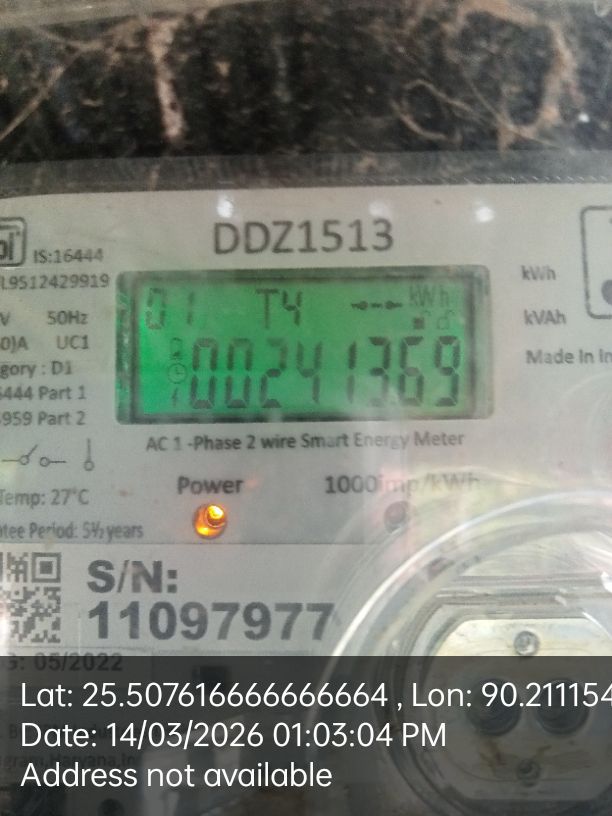 DDZ1513
IS:16444
L9512429919
kWh
V 50Hz
01 T4 kWh
kVAh
0)A UC1
gory : D1
6444 Part 1
00241369
Made In In
959 Part 2
AC 1 -Phase 2 wire Smart Energy Meter
Temp: 27°C
Power
1000imp/kWh
tee Period: 5½ years
S/N:
11097977
G: 05/2022
Lat: 25.507616666666664 , Lon: 90.211154
Date: 14/03/2026 01:03:04 PM
Address not available